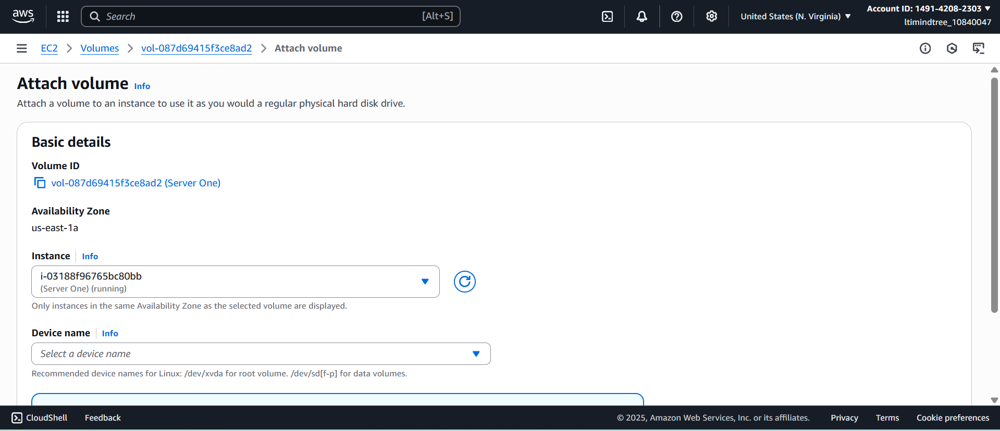 aws
Search [Alt+S]
United States (N. Virginia)
Account ID: 1491-4208-2303
ltimindtree_10840047
EC2 > Volumes > vol-087d69415f3ce8ad2 > Attach volume
Attach volume Info
Attach a volume to an instance to use it as you would a regular physical hard disk drive.
Basic details
Volume ID
vol-087d69415f3ce8ad2 (Server One)
Availability Zone
us-east-1a
Instance Info
i-03188f96765bc80bb
(Server One) (running)
Only instances in the same Availability Zone as the selected volume are displayed.
Device name Info
Select a device name
Recommended device names for Linux: /dev/xvda for root volume. /dev/sd[f-p] for data volumes.
CloudShell Feedback © 2025, Amazon Web Services, Inc. or its affiliates. Privacy Terms Cookie preferences